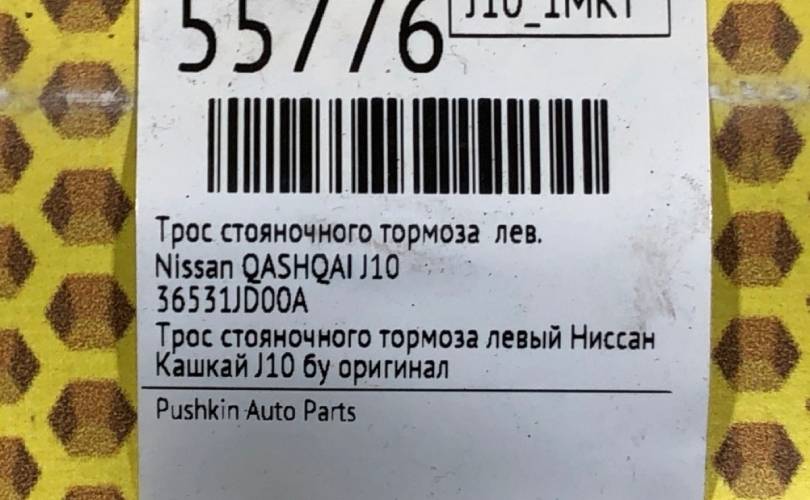 55776
J10_1MKT
Трос стояночного тормоза лев.
Nissan QASHQAI J10
36531JD00A
Трос стояночного тормоза левый Ниссан
Кашкай J10 бу оригинал
Pushkin Auto Parts